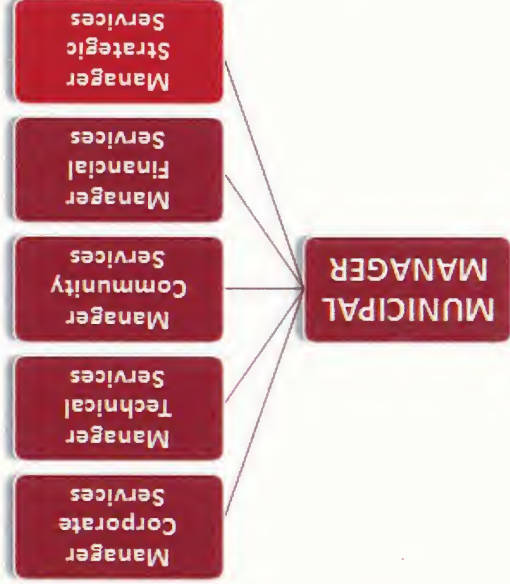 MUNICIPAL
MANAGER
Manager
Corporate
Services
Manager
Technical
Services
Manager
Community
Services
Manager
Financial
Services
Manager
Strategic
Services